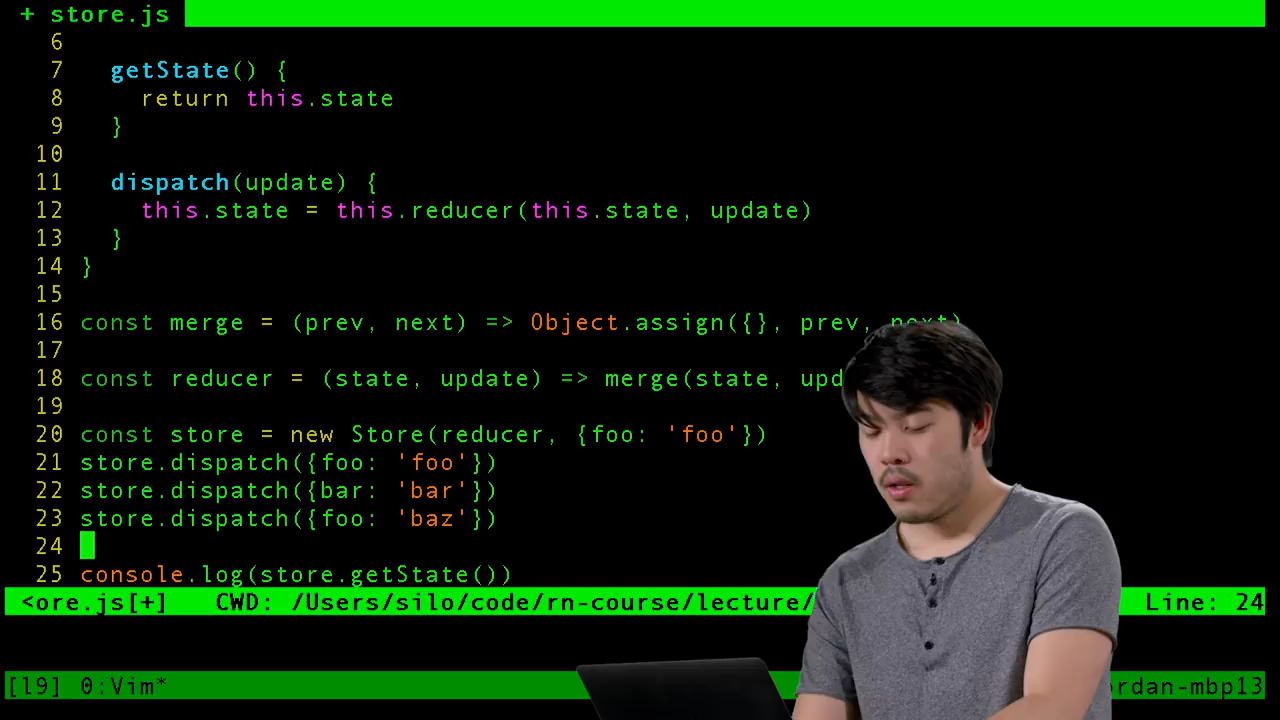 + store.js
6
7 getState() {
8 return this.state
9 }
10
11 dispatch(update) {
12 this.state = this.reducer(this.state, update)
13 }
14 }
15
16 const merge = (prev, next) => Object.assign({}, prev, next)
17
18 const reducer = (state, update) => merge(state,
19
20 const store = new Store(reducer, {foo: 'foo'})
21 store.dispatch({foo: 'foo'})
22 store.dispatch({bar: 'bar'})
23 store.dispatch({foo: 'baz'})
24
25 console.log(store.getState())
<ore.js[+] CWD: /Users/silo/code/rn-course/lecture/ Line: 24
[l9] 0:Vim* rdan-mbp13